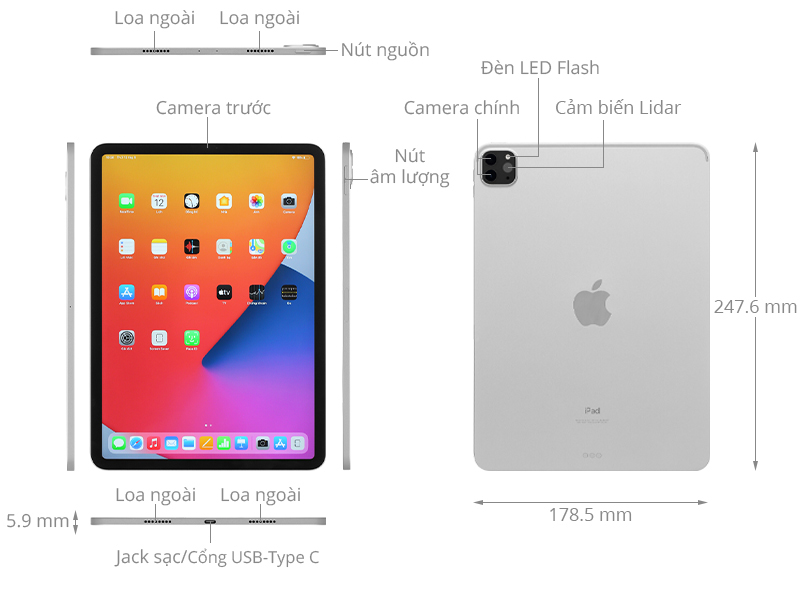 Loa ngoài
Loa ngoài
Nút nguồn
Đèn LED Flash
Camera trước
Camera chính
Cảm biến Lidar
Nút
âm lượng
12
tv
247.6 mm
iPad
Loa ngoài
Loa ngoài
5.9 mm
178.5 mm
Jack sạc/Cổng USB-Type C